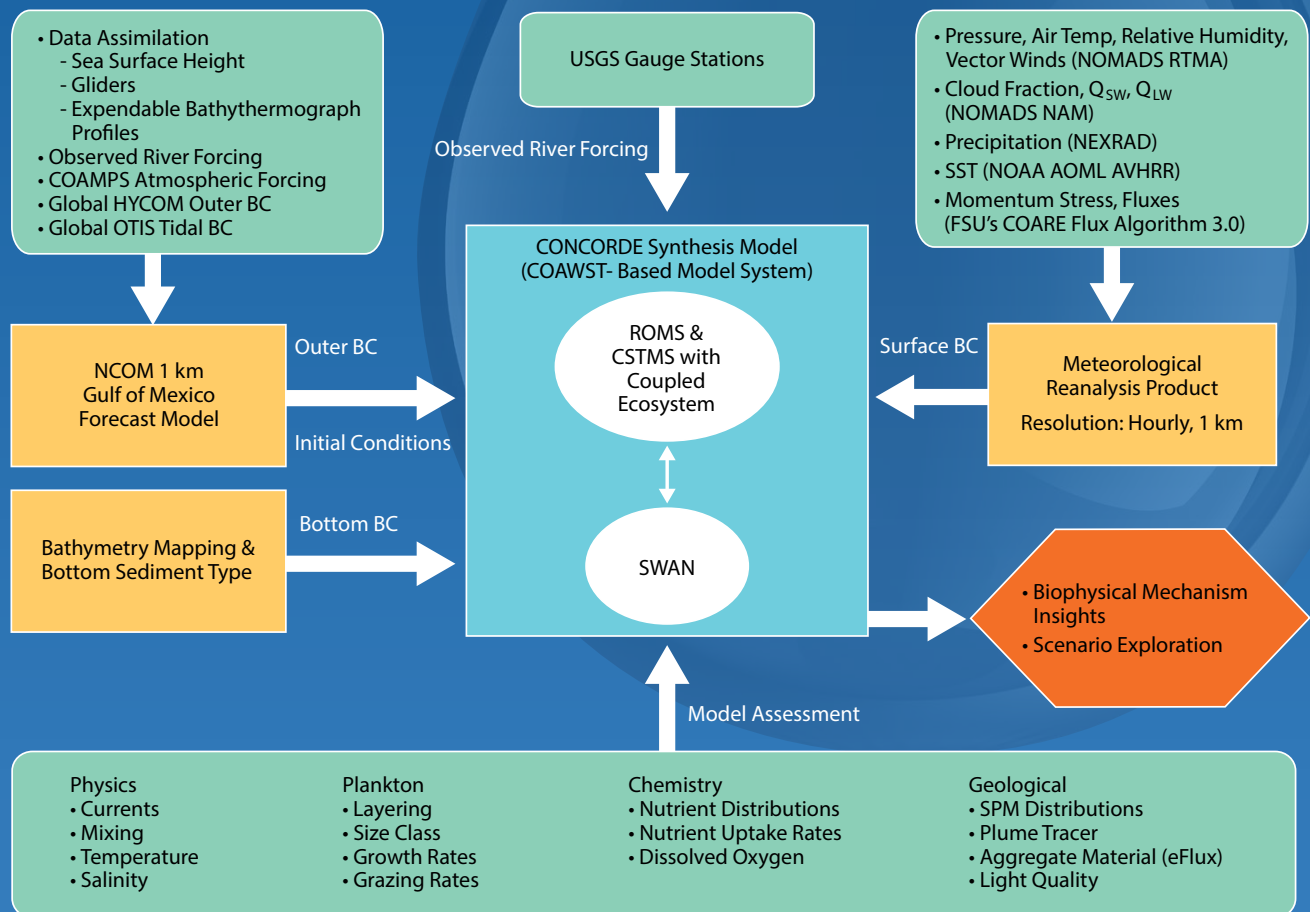 • Data Assimilation
- Sea Surface Height
- Gliders
- Expendable Bathythermograph
Profiles
• Observed River Forcing
• COAMPS Atmospheric Forcing
• Global HYCOM Outer BC
• Global OTIS Tidal BC
USGS Gauge Stations
• Pressure, Air Temp, Relative Humidity,
Vector Winds (NOMADS RTMA)
• Cloud Fraction, QSW, QLW
(NOMADS NAM)
• Precipitation (NEXRAD)
• SST (NOAA AOML AVHRR)
• Momentum Stress, Fluxes
(FSU's COARE Flux Algorithm 3.0)
Observed River Forcing
NCOM 1 km
Gulf of Mexico
Forecast Model
Outer BC
Initial Conditions
CONCORDE Synthesis Model
(COAWST- Based Model System)
ROMS &
CSTMS with
Coupled
Ecosystem
SWAN
Surface BC
Meteorological
Reanalysis Product
Resolution: Hourly, 1 km
Bathymetry Mapping &
Bottom Sediment Type
Bottom BC
• Biophysical Mechanism
Insights
• Scenario Exploration
Model Assessment
Physics
• Currents
• Mixing
• Temperature
• Salinity
Plankton
• Layering
• Size Class
• Growth Rates
• Grazing Rates
Chemistry
• Nutrient Distributions
• Nutrient Uptake Rates
• Dissolved Oxygen
Geological
• SPM Distributions
• Plume Tracer
• Aggregate Material (eFlux)
• Light Quality